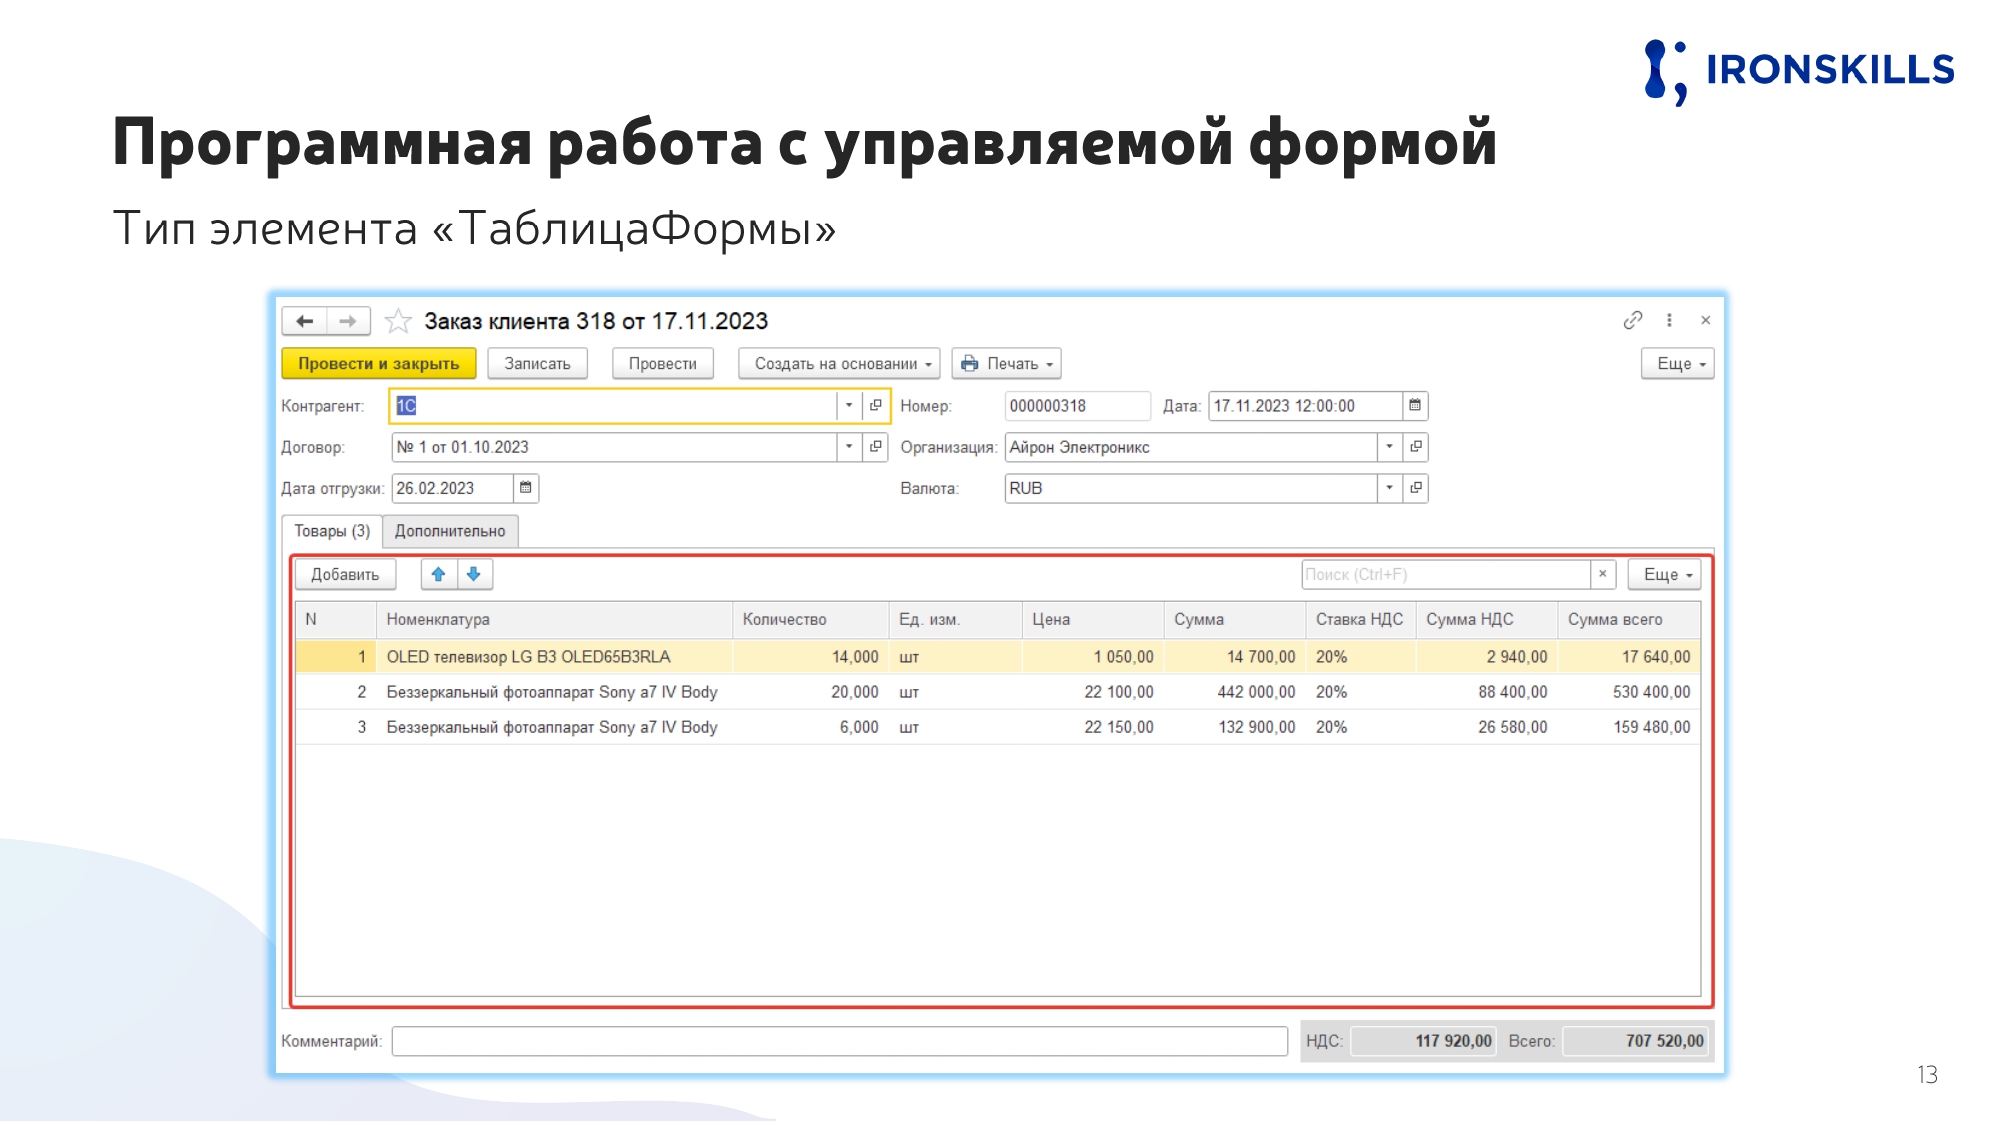 IRONSKILLS
Программная работа с управляемой формой
Тип элемента «ТаблицаФормы»
Заказ клиента 318 от 17.11.2023
Провести и закрыть Записать Провести Создать на основании Печать Еще
Контрагент: 1С Номер: 000000318 Дата: 17.11.2023 12:00:00
Договор: № 1 от 01.10.2023 Организация: Айрон Электроникс
Дата отгрузки: 26.02.2023 Валюта: RUB
Товары (3) Дополнительно
Добавить Поиск (Ctrl+F) × Еще
N Номенклатура Количество Ед. изм. Цена Сумма Ставка НДС Сумма НДС Сумма всего
1 OLED телевизор LG B3 OLED65B3RLA 14,000 шт 1 050,00 14 700,00 20% 2 940,00 17 640,00
2 Беззеркальный фотоаппарат Sony a7 IV Body 20,000 шт 22 100,00 442 000,00 20% 88 400,00 530 400,00
3 Беззеркальный фотоаппарат Sony a7 IV Body 6,000 шт 22 150,00 132 900,00 20% 26 580,00 159 480,00
Комментарий: НДС: 117 920,00 Всего: 707 520,00
13